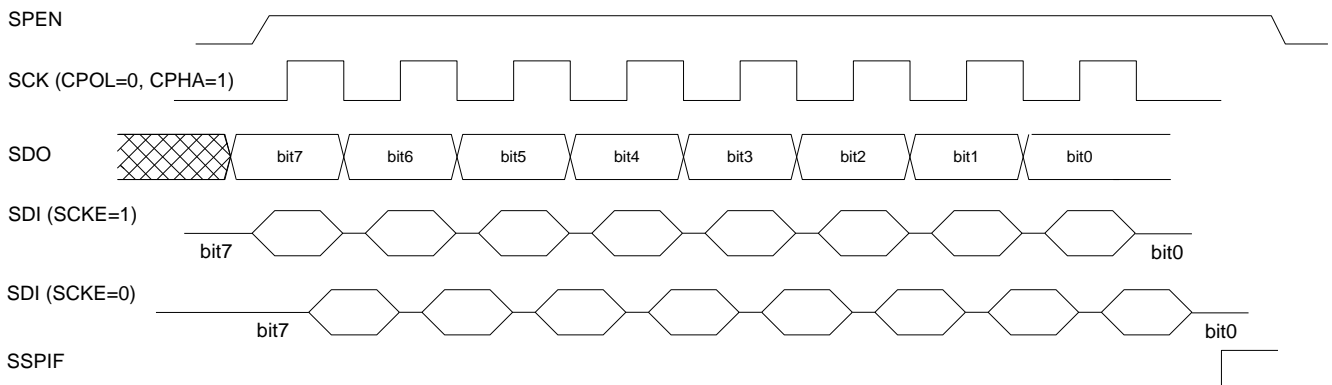 SPEN
SCK (CPOL=0, CPHA=1)
SDO bit7 bit6 bit5 bit4 bit3 bit2 bit1 bit0
SDI (SCKE=1)
bit7 bit0
SDI (SCKE=0)
bit7 bit0
SSPIF